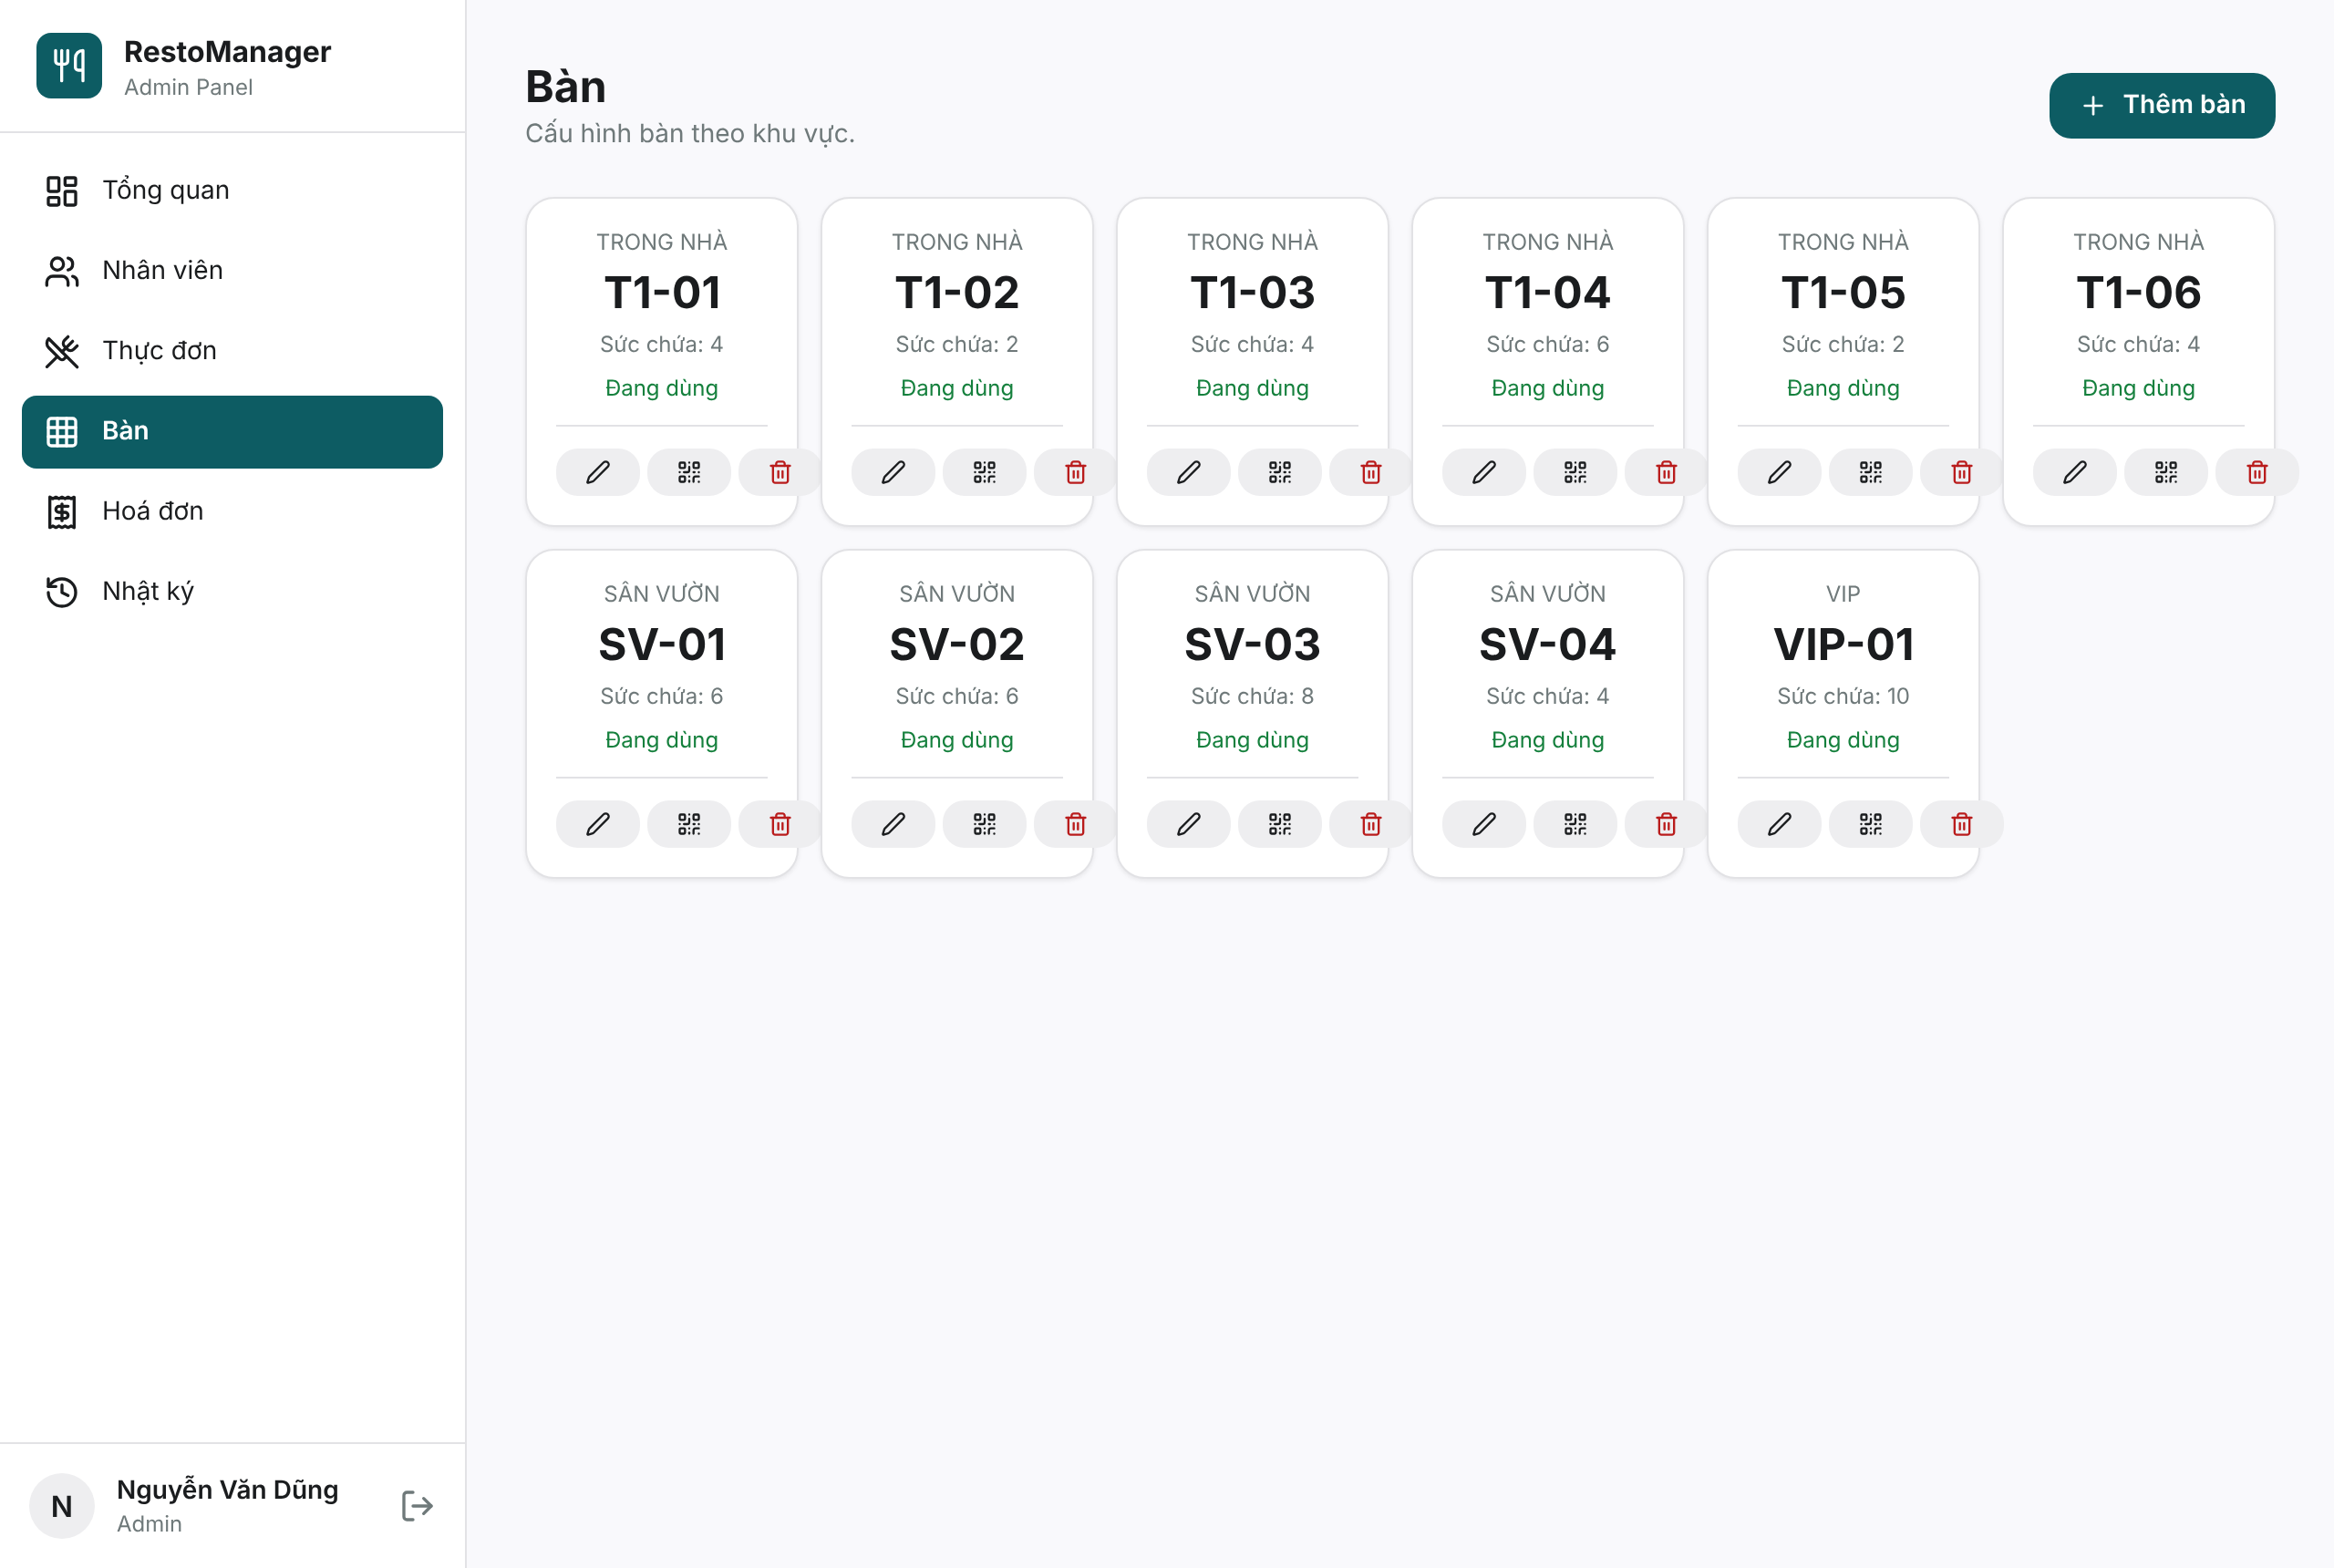 RestoManager
Admin Panel
Tổng quan
Nhân viên
Thực đơn
Bàn
Hoá đơn
Nhật ký
N
Nguyễn Văn Dũng
Admin
Bàn
Cấu hình bàn theo khu vực.
Thêm bàn
TRONG NHÀ
T1-01
Sức chứa: 4
Đang dùng
TRONG NHÀ
T1-02
Sức chứa: 2
Đang dùng
TRONG NHÀ
T1-03
Sức chứa: 4
Đang dùng
TRONG NHÀ
T1-04
Sức chứa: 6
Đang dùng
TRONG NHÀ
T1-05
Sức chứa: 2
Đang dùng
TRONG NHÀ
T1-06
Sức chứa: 4
Đang dùng
SÂN VƯỜN
SV-01
Sức chứa: 6
Đang dùng
SÂN VƯỜN
SV-02
Sức chứa: 6
Đang dùng
SÂN VƯỜN
SV-03
Sức chứa: 8
Đang dùng
SÂN VƯỜN
SV-04
Sức chứa: 4
Đang dùng
VIP
VIP-01
Sức chứa: 10
Đang dùng